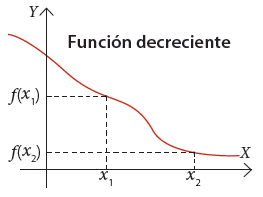 Y
Función decreciente
f(x₁)
f(x₂)
X
x₁
x₂